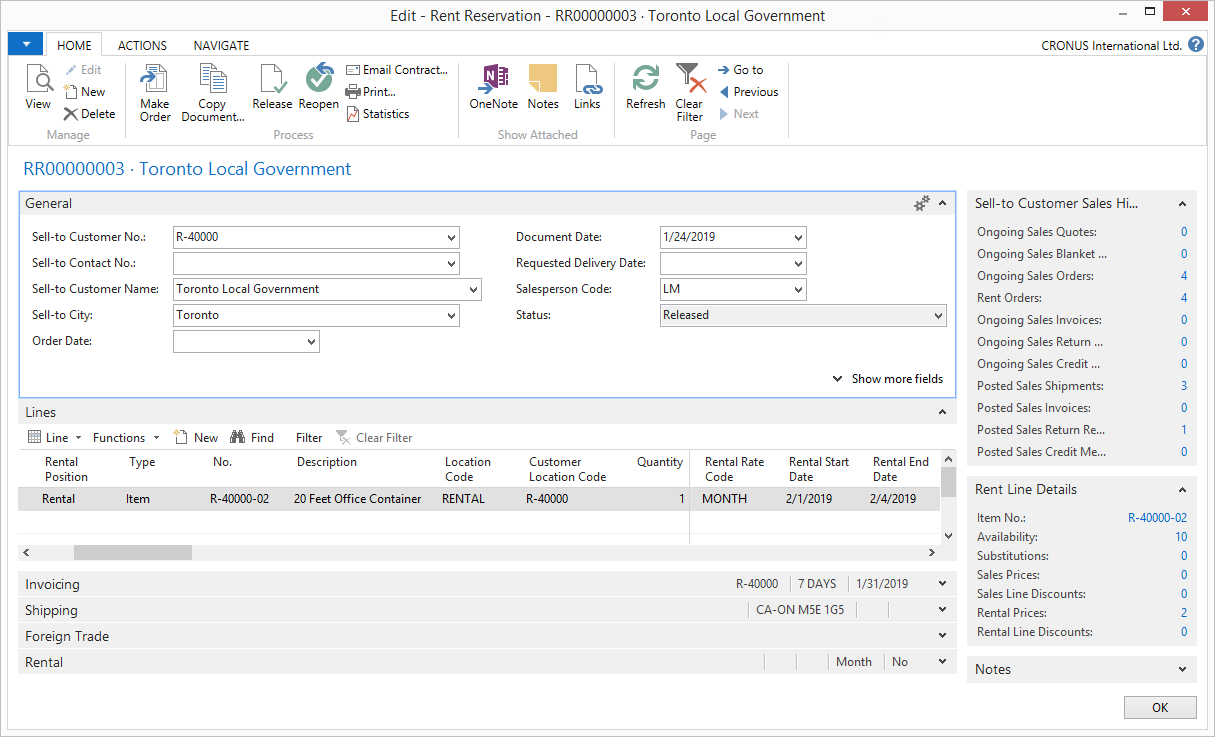 Edit - Rent Reservation - RR00000003 · Toronto Local Government
HOME ACTIONS NAVIGATE
CRONUS International Ltd. ?
View
Edit
New
Delete
Manage
Make Order
Copy Document...
Release
Reopen
Email Contract...
Print...
Statistics
Process
OneNote
Notes
Links
Show Attached
Refresh
Clear Filter
Go to
Previous
Next
Page
RR00000003 · Toronto Local Government
General
Sell-to Customer No.: R-40000
Sell-to Contact No.:
Sell-to Customer Name: Toronto Local Government
Sell-to City: Toronto
Order Date:
Document Date: 1/24/2019
Requested Delivery Date:
Salesperson Code: LM
Status: Released
Show more fields
Lines
Line Functions New Find Filter Clear Filter
Rental Position Type No. Description Location Code Customer Location Code Quantity Rental Rate Code Rental Start Date Rental End Date
Rental Item R-40000-02 20 Feet Office Container RENTAL R-40000 1 MONTH 2/1/2019 2/4/2019
Invoicing R-40000 7 DAYS 1/31/2019
Shipping CA-ON M5E 1G5
Foreign Trade
Rental Month No
Sell-to Customer Sales Hi...
Ongoing Sales Quotes: 0
Ongoing Sales Blanket ... 0
Ongoing Sales Orders: 4
Rent Orders: 4
Ongoing Sales Invoices: 0
Ongoing Sales Return ... 0
Ongoing Sales Credit ... 0
Posted Sales Shipments: 3
Posted Sales Invoices: 0
Posted Sales Return Re... 1
Posted Sales Credit Me... 0
Rent Line Details
Item No.: R-40000-02
Availability: 10
Substitutions: 0
Sales Prices: 0
Sales Line Discounts: 0
Rental Prices: 2
Rental Line Discounts: 0
Notes
OK